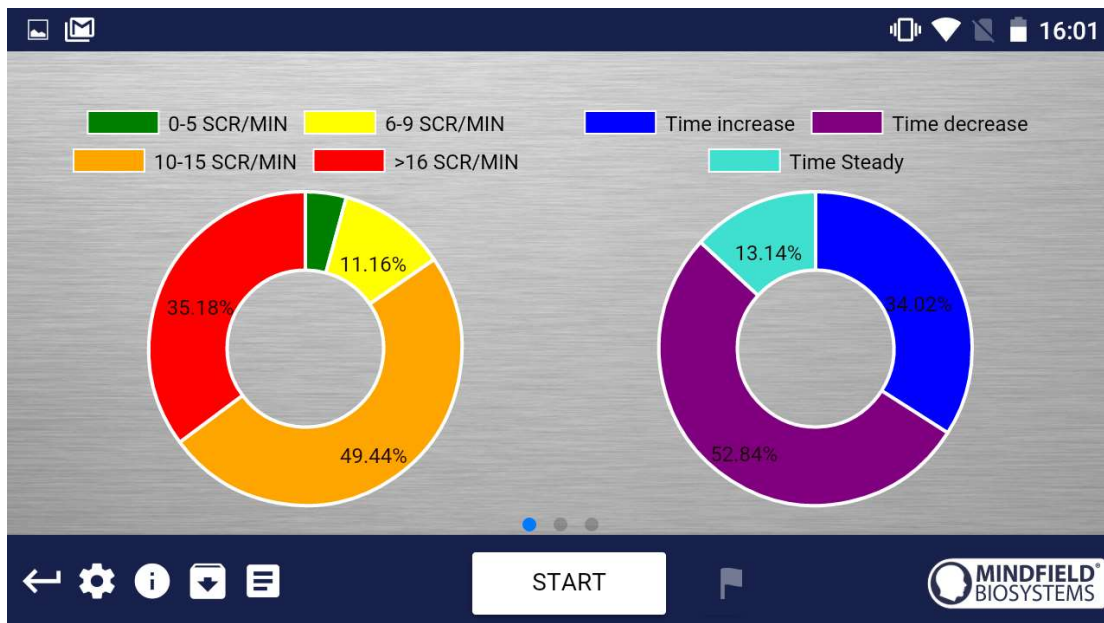 16:01
0-5 SCR/MIN 6-9 SCR/MIN
10-15 SCR/MIN >16 SCR/MIN
11.16%
35.18%
49.44%
Time increase Time decrease
Time Steady
13.14%
34.02%
52.84%
START
MINDFIELD®
BIOSYSTEMS